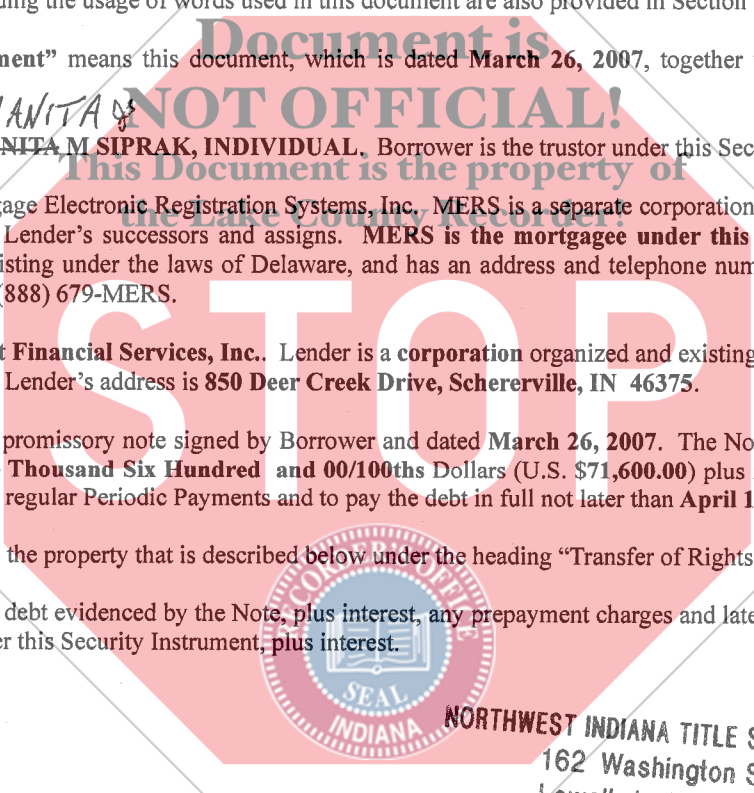 ing the usage of words used in this document are also provided in Section
Document is
ment” means this document, which is dated March 26, 2007, together
ANITA
NOT OFFICIAL!
NITA M SIPRAK, INDIVIDUAL. Borrower is the trustor under this Sec
This Document is the property of
gage Electronic Registration Systems, Inc. MERS is a separate corporation
the Lake County Recorder!
Lender's successors and assigns. MERS is the mortgagee under this
isting under the laws of Delaware, and has an address and telephone num
(888) 679-MERS.
STOP
t Financial Services, Inc.. Lender is a corporation organized and existing
Lender's address is 850 Deer Creek Drive, Schererville, IN 46375.
promissory note signed by Borrower and dated March 26, 2007. The No
Thousand Six Hundred and 00/100ths Dollars (U.S. $71,600.00) plus
regular Periodic Payments and to pay the debt in full not later than April 1
the property that is described below under the heading “Transfer of Rights
debt evidenced by the Note, plus interest, any prepayment charges and late
er this Security Instrument, plus interest.
RECORDER'S OFFICE
SEAL
INDIANA
NORTHWEST INDIANA TITLE S
162 Washington S